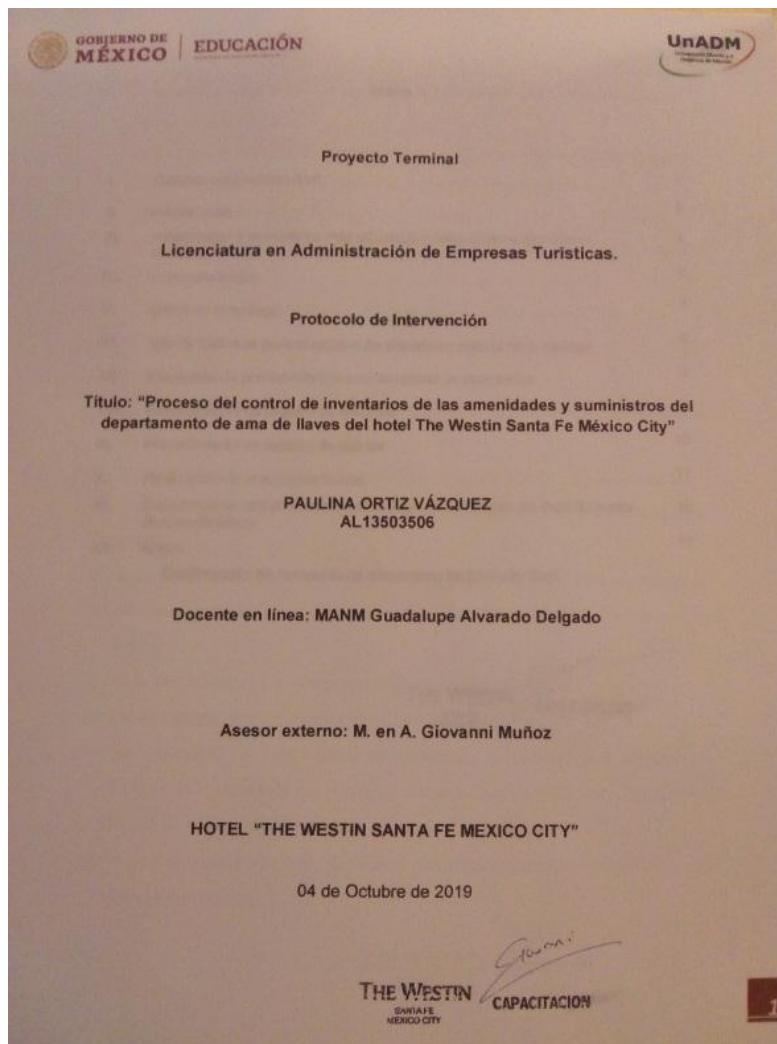 GOBIERNO DE MÉXICO
EDUCACIÓN
UnADM
Proyecto Terminal
Licenciatura en Administración de Empresas Turísticas.
Protocolo de Intervención
Título: “Proceso del control de inventarios de las amenidades y suministros del
departamento de ama de llaves del hotel The Westin Santa Fe México City”
PAULINA ORTIZ VÁZQUEZ
AL13503506
Docente en línea: MANM Guadalupe Alvarado Delgado
Asesor externo: M. en A. Giovanni Muñoz
HOTEL “THE WESTIN SANTA FE MEXICO CITY”
04 de Octubre de 2019
Giovanni
THE WESTIN
SANTA FE
MEXICO CITY
CAPACITACION
1